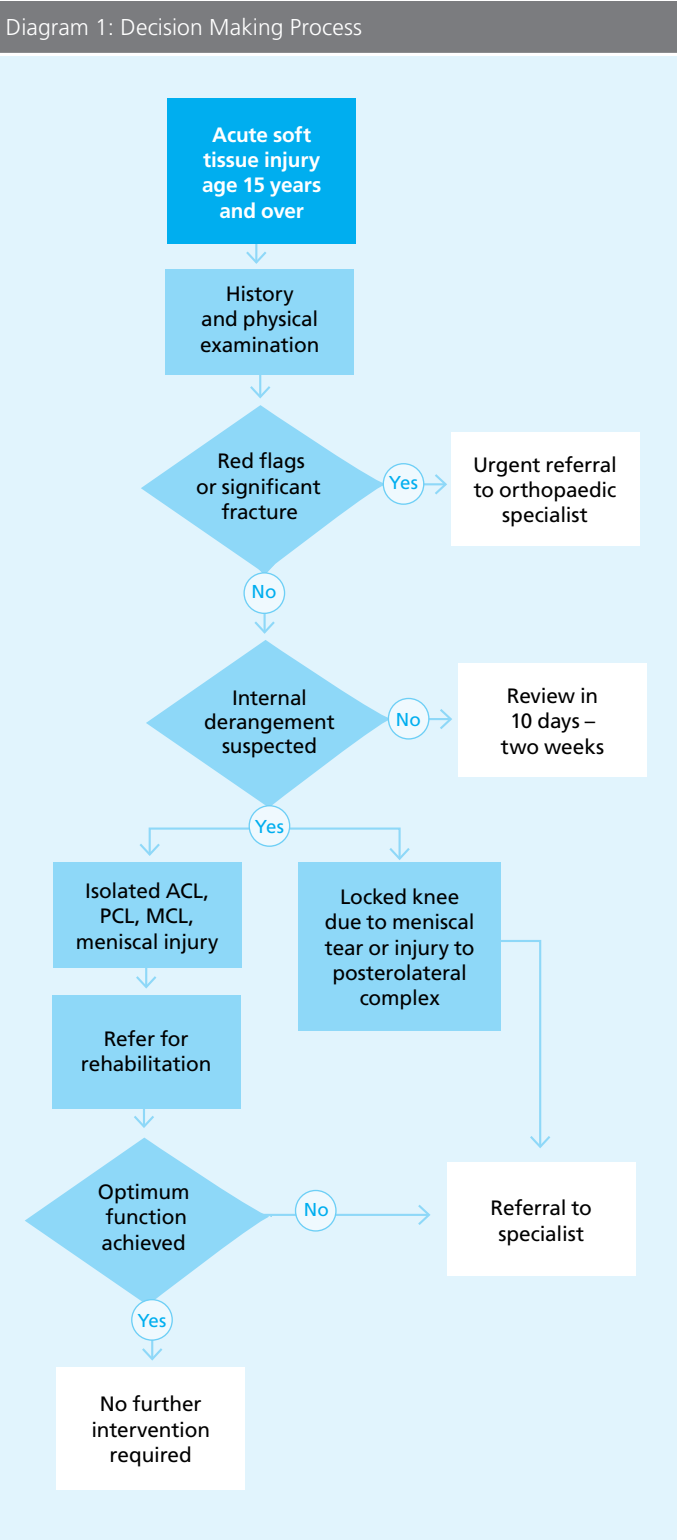 Diagram 1: Decision Making Process
Acute soft
tissue injury
age 15 years
and over
History
and physical
examination
Red flags
or significant
fracture
Yes
Urgent referral
to orthopaedic
specialist
No
Internal
derangement
suspected
No
Review in
10 days –
two weeks
Yes
Isolated ACL,
PCL, MCL,
meniscal injury
Locked knee
due to meniscal
tear or injury to
posterolateral
complex
Refer for
rehabilitation
Optimum
function
achieved
No
Referral to
specialist
Yes
No further
intervention
required